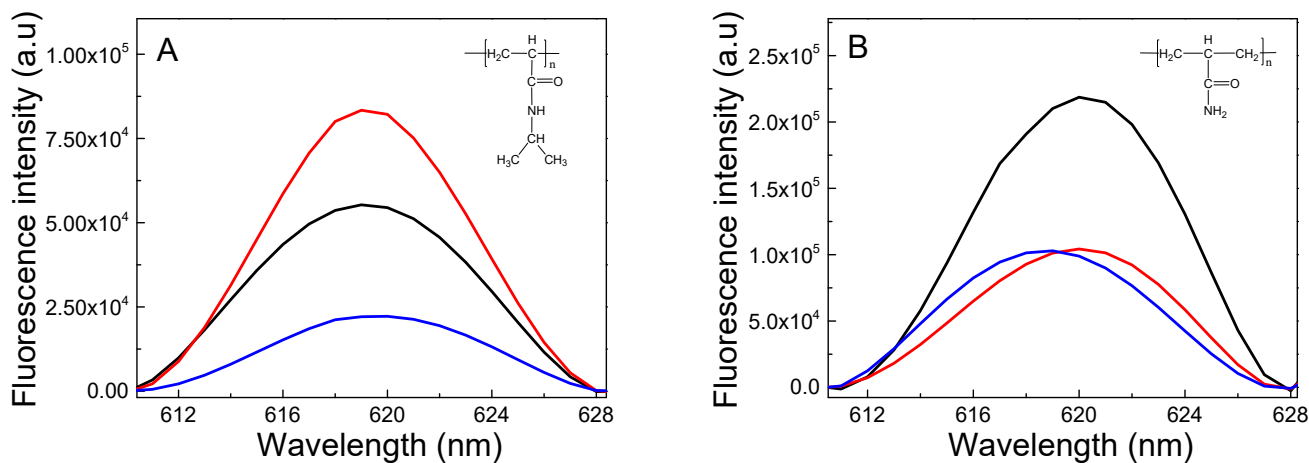 Fluorescence intensity (a.u)
1.00x10⁵
7.50x10⁴
5.00x10⁴
2.50x10⁴
0.00
A
H
H₂C
C
n
C
O
NH
CH
H₃C
CH₃
612
616
620
624
628
Wavelength (nm)
Fluorescence intensity (a.u)
2.5x10⁵
2.0x10⁵
1.5x10⁵
1.0x10⁵
5.0x10⁴
0.0
B
H
H₂C
C
CH₂
n
C
O
NH₂
612
616
620
624
628
Wavelength (nm)